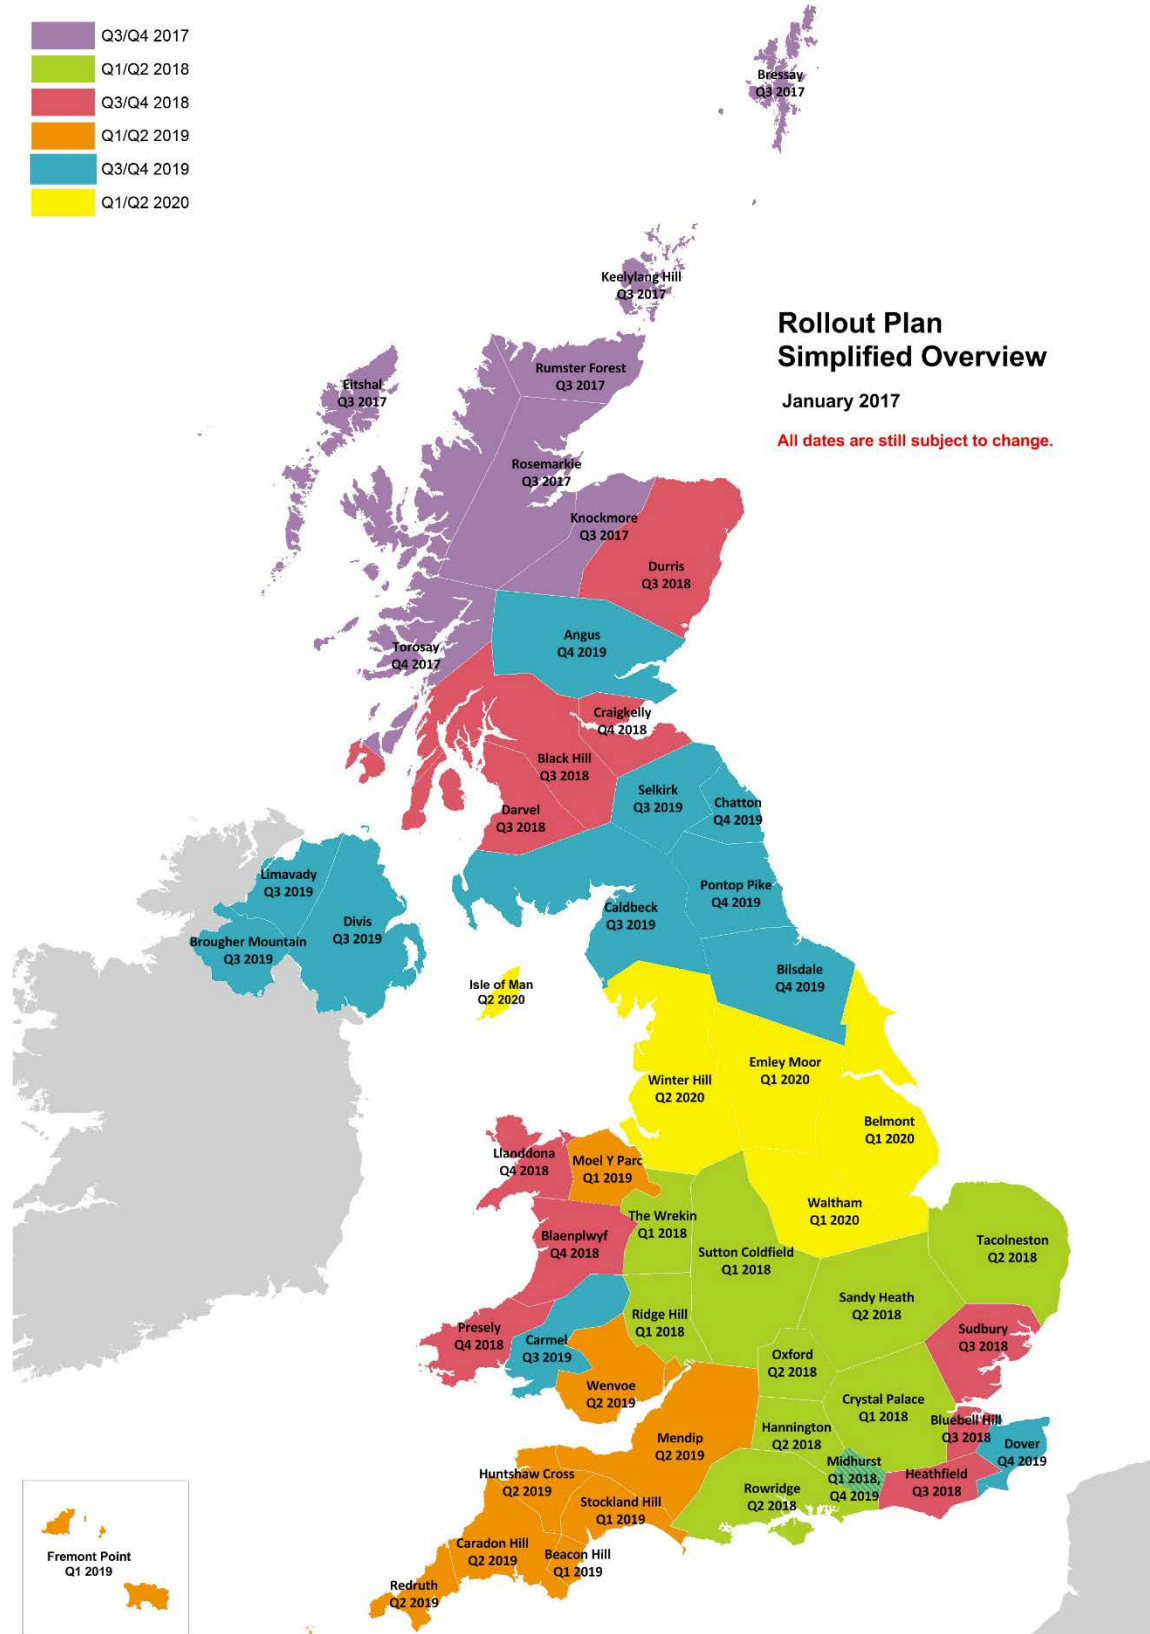 Q3/Q4 2017
Q1/Q2 2018
Q3/Q4 2018
Q1/Q2 2019
Q3/Q4 2019
Q1/Q2 2020
Rollout Plan
Simplified Overview
January 2017
All dates are still subject to change.
Bressay
Q3 2017
Keelylang Hill
Q3 2017
Rumster Forest
Q3 2017
Eitshal
Q3 2017
Rosemarkie
Q3 2017
Knockmore
Q3 2017
Durris
Q3 2018
Angus
Q4 2019
Torosay
Q4 2017
Craigkelly
Q4 2018
Black Hill
Q3 2018
Selkirk
Q3 2019
Chatton
Q4 2019
Darvel
Q3 2018
Limavady
Q3 2019
Divis
Q3 2019
Brougher Mountain
Q3 2019
Caldbeck
Q3 2019
Pontop Pike
Q4 2019
Bilsdale
Q4 2019
Isle of Man
Q2 2020
Winter Hill
Q2 2020
Emley Moor
Q1 2020
Belmont
Q1 2020
Llanddona
Q4 2018
Moel Y Parc
Q1 2019
Waltham
Q1 2020
The Wrekin
Q1 2018
Blaenplwyf
Q4 2018
Sutton Coldfield
Q1 2018
Tacolneston
Q2 2018
Sandy Heath
Q2 2018
Ridge Hill
Q1 2018
Presely
Q4 2018
Carmel
Q3 2019
Sudbury
Q3 2018
Oxford
Q2 2018
Wenvoe
Q2 2019
Crystal Palace
Q1 2018
Bluebell Hill
Q3 2018
Hannington
Q2 2018
Mendip
Q2 2019
Dover
Q4 2019
Midhurst
Q1 2018,
Q4 2019
Heathfield
Q3 2018
Huntshaw Cross
Q2 2019
Rowridge
Q2 2018
Stockland Hill
Q1 2019
Caradon Hill
Q2 2019
Beacon Hill
Q1 2019
Redruth
Q2 2019
Fremont Point
Q1 2019